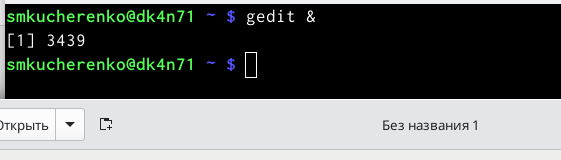 smkucherenko@dk4n71 ~ $ gedit &
[1] 3439
smkucherenko@dk4n71 ~ $
Открыть Без названия 1